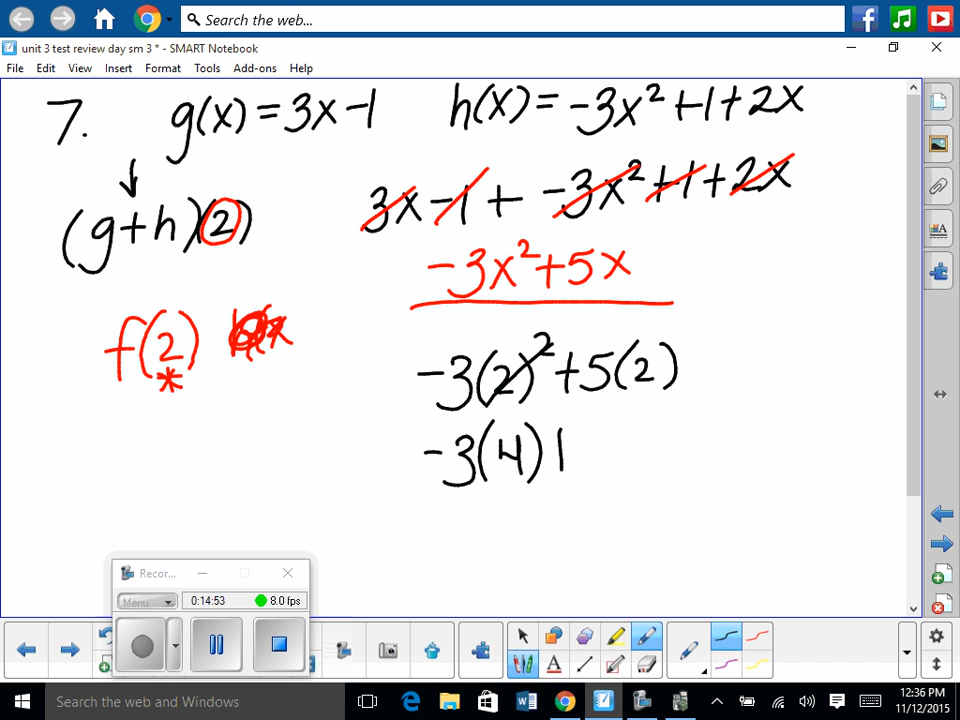 Search the web...
unit 3 test review day sm 3 * - SMART Notebook
File Edit View Insert Format Tools Add-ons Help
7. g(x) = 3x - 1 h(x) = -3x² + 1 + 2x
3x - 1 + -3x² + 1 + 2x
(g + h)(2)
-3x² + 5x
f(2)
*
-3(2)² + 5(2)
-3(4) 1
Recor...
Menu 0:14:53 8.0 fps
A
Search the web and Windows
12:36 PM
11/12/2015